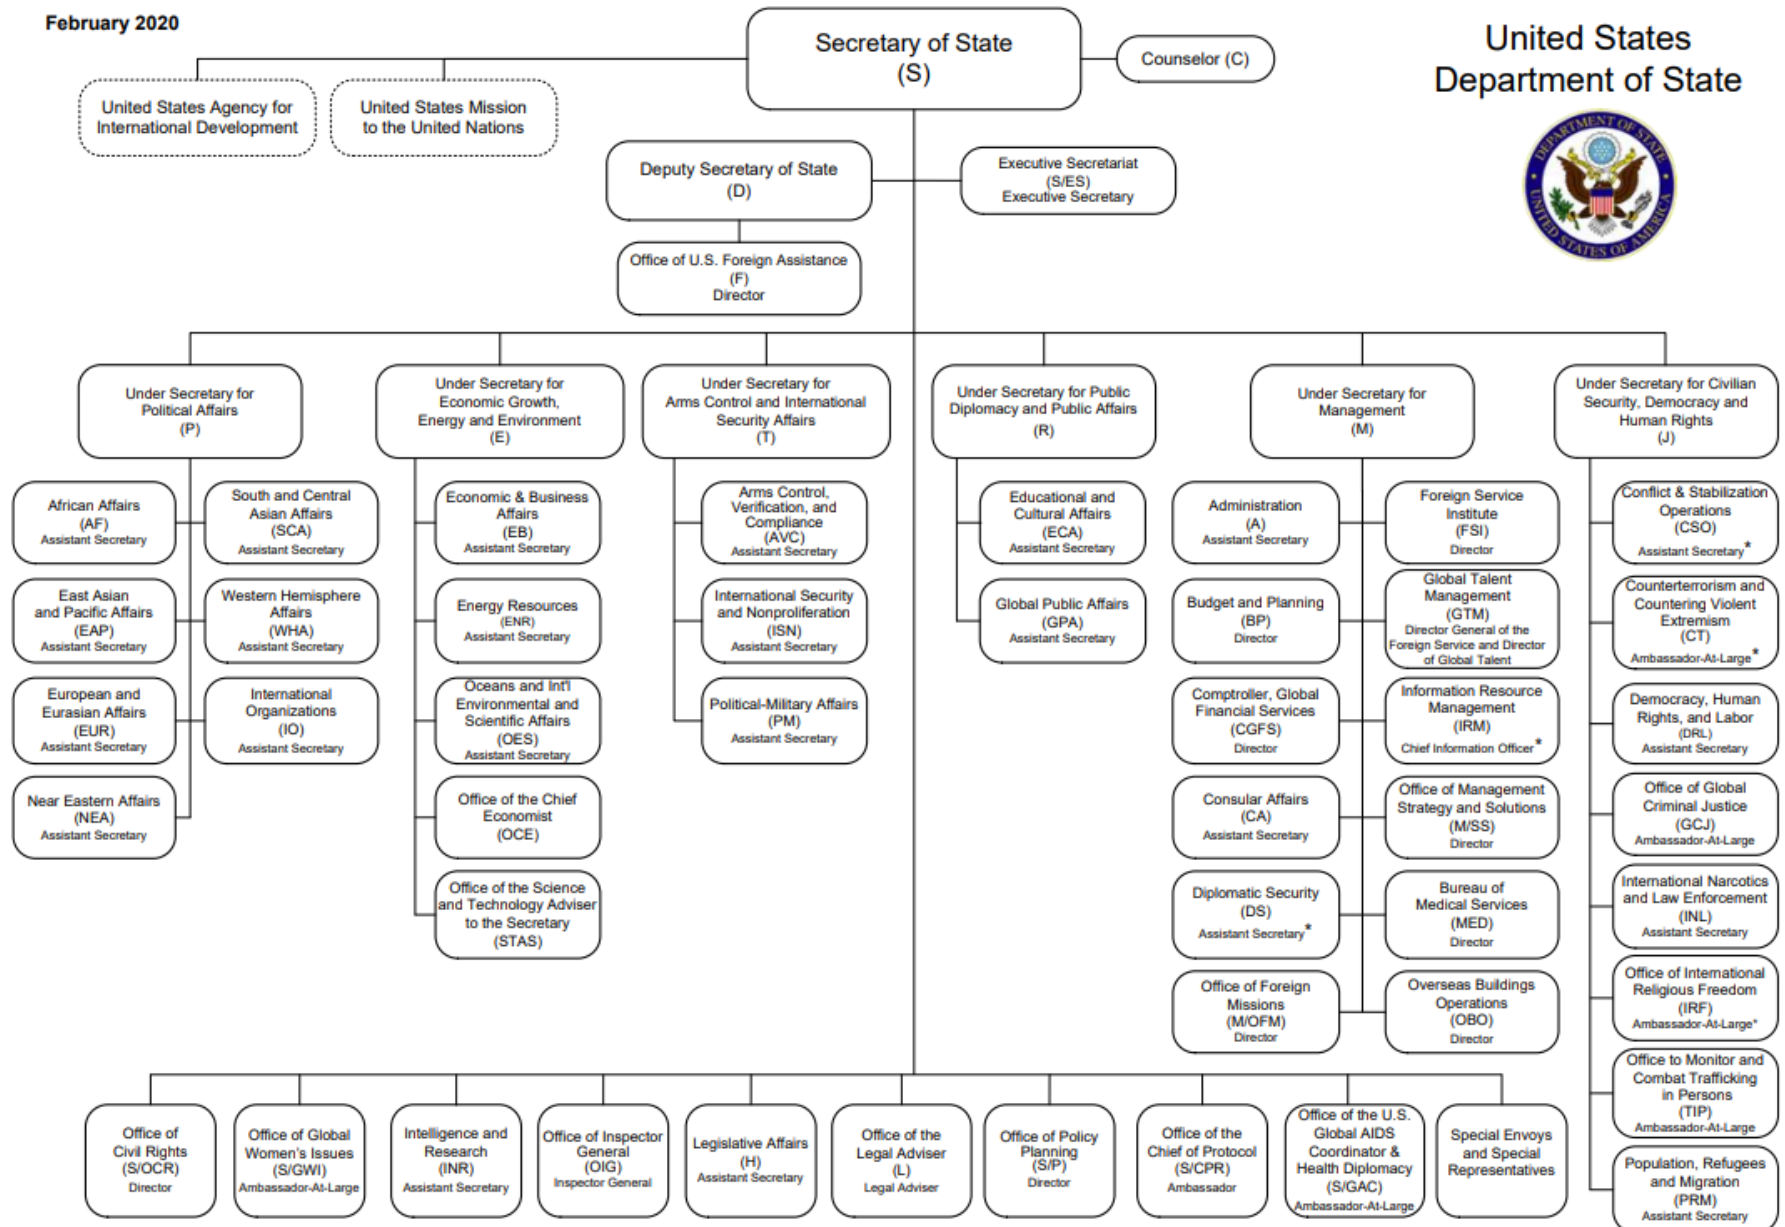 February 2020
United States
Department of State
DEPARTMENT OF STATE
UNITED STATES OF AMERICA
Secretary of State
(S)
Counselor (C)
United States Agency for
International Development
United States Mission
to the United Nations
Deputy Secretary of State
(D)
Executive Secretariat
(S/ES)
Executive Secretary
Office of U.S. Foreign Assistance
(F)
Director
Under Secretary for
Political Affairs
(P)
Under Secretary for
Economic Growth,
Energy and Environment
(E)
Under Secretary for
Arms Control and International
Security Affairs
(T)
Under Secretary for Public
Diplomacy and Public Affairs
(R)
Under Secretary for
Management
(M)
Under Secretary for Civilian
Security, Democracy and
Human Rights
(J)
African Affairs
(AF)
Assistant Secretary
South and Central
Asian Affairs
(SCA)
Assistant Secretary
East Asian
and Pacific Affairs
(EAP)
Assistant Secretary
Western Hemisphere
Affairs
(WHA)
Assistant Secretary
European and
Eurasian Affairs
(EUR)
Assistant Secretary
International
Organizations
(IO)
Assistant Secretary
Near Eastern Affairs
(NEA)
Assistant Secretary
Economic & Business
Affairs
(EB)
Assistant Secretary
Energy Resources
(ENR)
Assistant Secretary
Oceans and Int'l
Environmental and
Scientific Affairs
(OES)
Assistant Secretary
Office of the Chief
Economist
(OCE)
Office of the Science
and Technology Adviser
to the Secretary
(STAS)
Arms Control,
Verification, and
Compliance
(AVC)
Assistant Secretary
International Security
and Nonproliferation
(ISN)
Assistant Secretary
Political-Military Affairs
(PM)
Assistant Secretary
Educational and
Cultural Affairs
(ECA)
Assistant Secretary
Global Public Affairs
(GPA)
Assistant Secretary
Administration
(A)
Assistant Secretary
Foreign Service
Institute
(FSI)
Director
Budget and Planning
(BP)
Director
Global Talent
Management
(GTM)
Director General of the
Foreign Service and Director
of Global Talent
Comptroller, Global
Financial Services
(CGFS)
Director
Information Resource
Management
(IRM)
Chief Information Officer*
Consular Affairs
(CA)
Assistant Secretary
Office of Management
Strategy and Solutions
(M/SS)
Director
Diplomatic Security
(DS)
Assistant Secretary*
Bureau of
Medical Services
(MED)
Director
Office of Foreign
Missions
(M/OFM)
Director
Overseas Buildings
Operations
(OBO)
Director
Conflict & Stabilization
Operations
(CSO)
Assistant Secretary*
Counterterrorism and
Countering Violent
Extremism
(CT)
Ambassador-At-Large*
Democracy, Human
Rights, and Labor
(DRL)
Assistant Secretary
Office of Global
Criminal Justice
(GCJ)
Ambassador-At-Large
International Narcotics
and Law Enforcement
(INL)
Assistant Secretary
Office of International
Religious Freedom
(IRF)
Ambassador-At-Large*
Office to Monitor and
Combat Trafficking
in Persons
(TIP)
Ambassador-At-Large
Population, Refugees
and Migration
(PRM)
Assistant Secretary
Office of
Civil Rights
(S/OCR)
Director
Office of Global
Women's Issues
(S/GWI)
Ambassador-At-Large
Intelligence and
Research
(INR)
Assistant Secretary
Office of Inspector
General
(OIG)
Inspector General
Legislative Affairs
(H)
Assistant Secretary
Office of the
Legal Adviser
(L)
Legal Adviser
Office of Policy
Planning
(S/P)
Director
Office of the
Chief of Protocol
(S/CPR)
Ambassador
Office of the U.S.
Global AIDS
Coordinator &
Health Diplomacy
(S/GAC)
Ambassador-At-Large
Special Envoys
and Special
Representatives